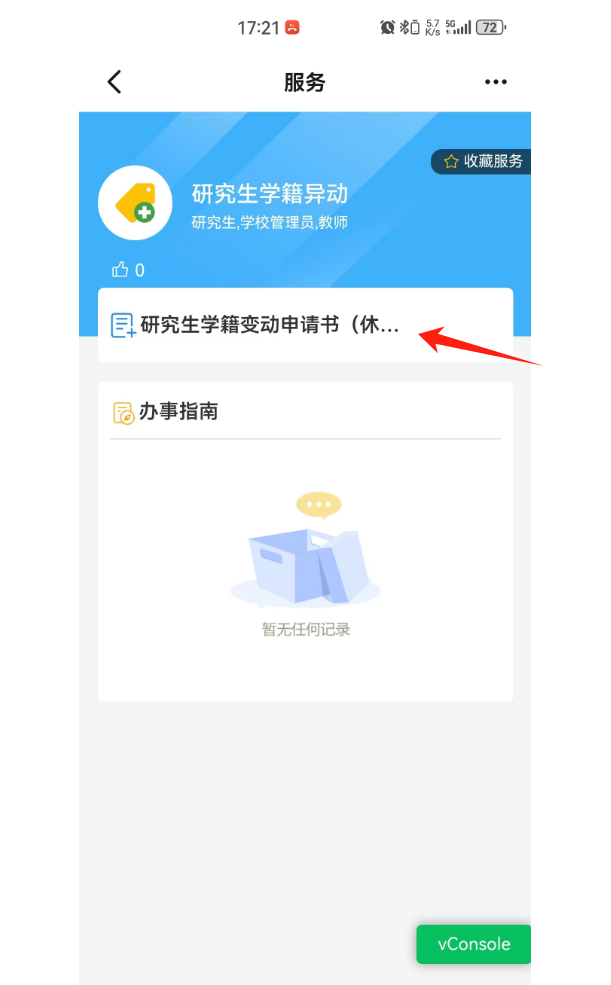 17:21
5.7 K/s 5G 72
服务
收藏服务
研究生学籍异动
研究生,学校管理员,教师
0
研究生学籍变动申请书（休...
办事指南
暂无任何记录
vConsole